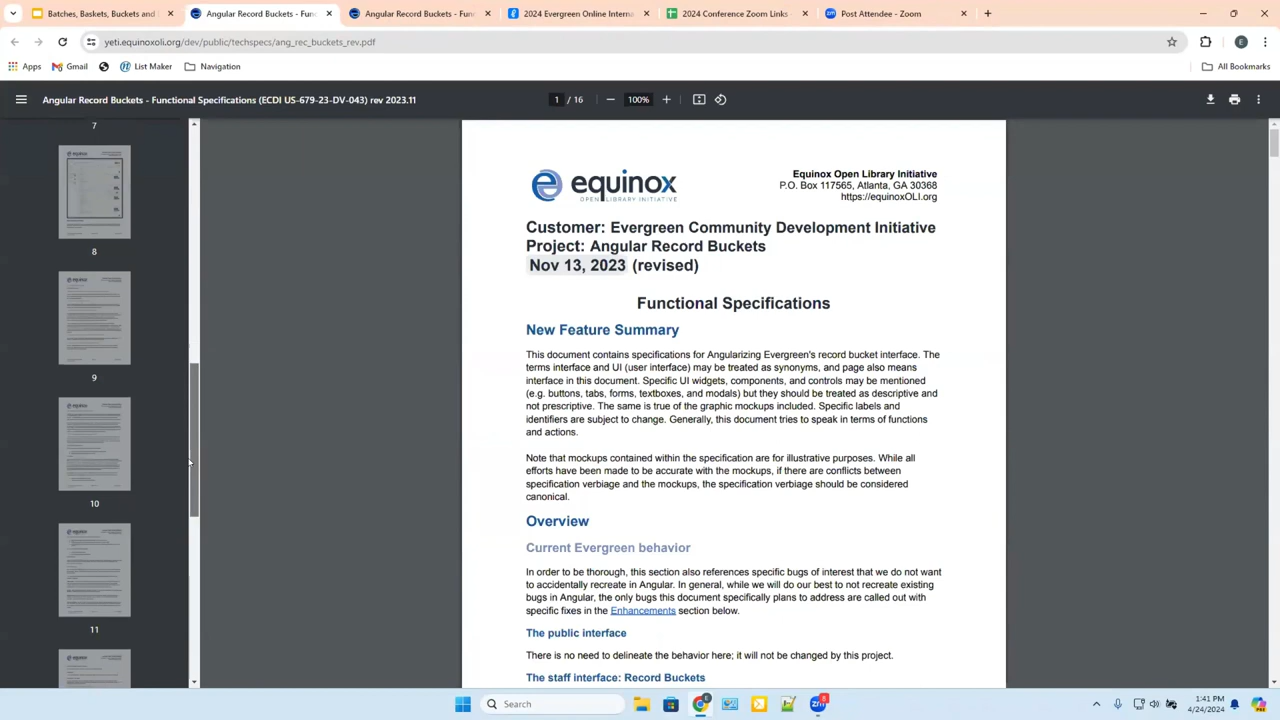 Batches, Baskets, Buckets and
Angular Record Buckets - Func
Angular Record Buckets - Func
2024 Evergreen Online Interna
2024 Conference Zoom Links -
Post Attendee - Zoom
yeti.equinoxoli.org/dev/public/techspecs/ang_rec_buckets_rev.pdf
E
Apps
Gmail
List Maker
Navigation
All Bookmarks
Angular Record Buckets - Functional Specifications (ECDI US-679-23-DV-043) rev 2023.11
1 / 16
100%
7
8
9
10
11
equinox
OPEN LIBRARY INITIATIVE
Equinox Open Library Initiative
P.O. Box 117565, Atlanta, GA 30368
https://equinoxOLI.org
Customer: Evergreen Community Development Initiative
Project: Angular Record Buckets
Nov 13, 2023 (revised)
Functional Specifications
New Feature Summary
This document contains specifications for Angularizing Evergreen's record bucket interface. The
terms interface and UI (user interface) may be treated as synonyms, and page also means
interface in this document. Specific UI widgets, components, and controls may be mentioned
(e.g. buttons, tabs, forms, textboxes, and modals) but they should be treated as descriptive and
not prescriptive. The same is true of the graphic mockups included. Specific labels and
identifiers are subject to change. Generally, this document tries to speak in terms of functions
and actions.
Note that mockups contained within the specification are for illustrative purposes. While all
efforts have been made to be accurate with the mockups, if there are conflicts between
specification verbiage and the mockups, the specification verbiage should be considered
canonical.
Overview
Current Evergreen behavior
In order to be thorough, this section also references specific bugs of interest that we do not want
to accidentally recreate in Angular. In general, while we will do our best to not recreate existing
bugs in Angular, the only bugs this document specifically plans to address are called out with
specific fixes in the Enhancements section below.
The public interface
There is no need to delineate the behavior here; it will not be changed by this project.
The staff interface: Record Buckets
Search
zm
8
1:41 PM
4/24/2024